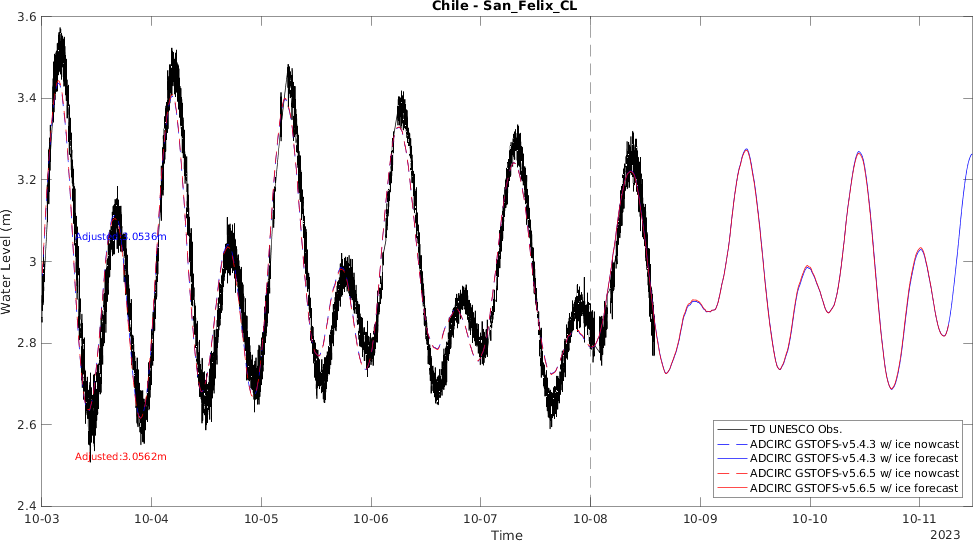 Chile - San_Felix_CL
3.6
3.4
3.2
3
2.8
2.6
2.4
Water Level (m)
Adjusted:3.0536m
Adjusted:3.0562m
TD UNESCO Obs.
ADCIRC GSTOFS-v5.4.3 w/ ice nowcast
ADCIRC GSTOFS-v5.4.3 w/ ice forecast
ADCIRC GSTOFS-v5.6.5 w/ ice nowcast
ADCIRC GSTOFS-v5.6.5 w/ ice forecast
10-03 10-04 10-05 10-06 10-07 10-08 10-09 10-10 10-11
Time
2023